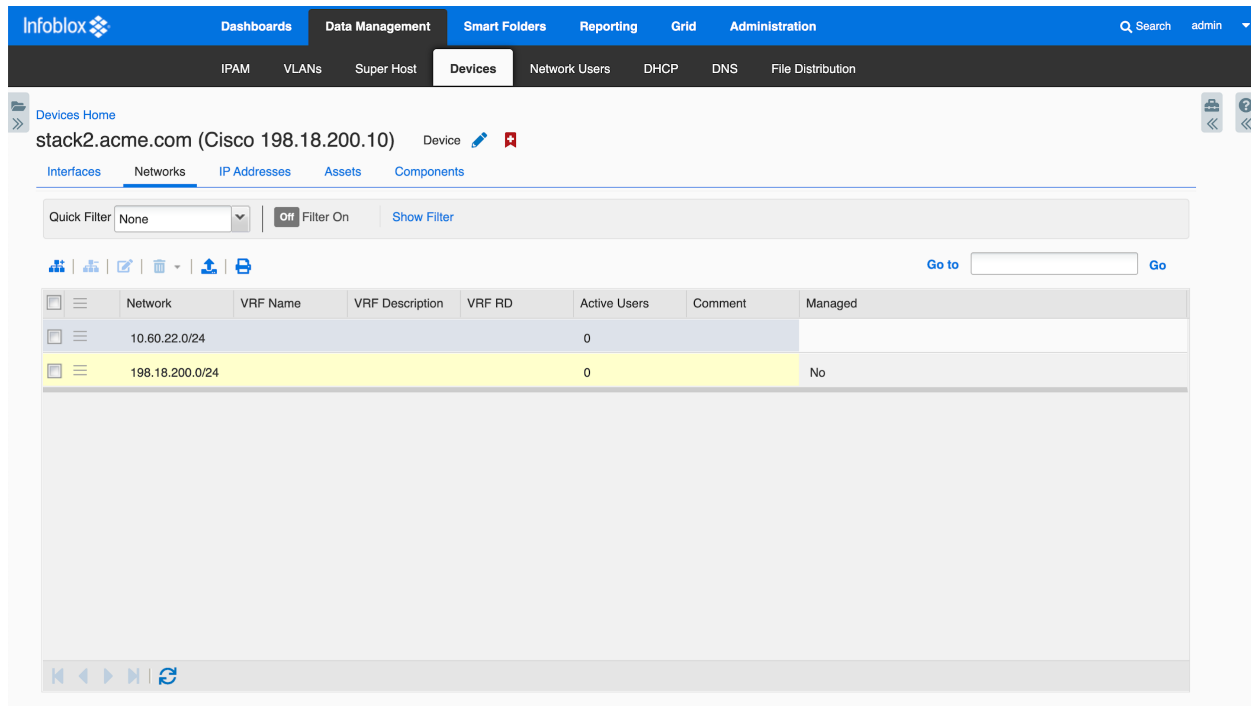 Infoblox Dashboards Data Management Smart Folders Reporting Grid Administration Search admin
IPAM VLANs Super Host Devices Network Users DHCP DNS File Distribution
Devices Home
stack2.acme.com (Cisco 198.18.200.10) Device
Interfaces Networks IP Addresses Assets Components
Quick Filter None Off Filter On Show Filter
Go to Go
Network VRF Name VRF Description VRF RD Active Users Comment Managed
10.60.22.0/24 0
198.18.200.0/24 0 No